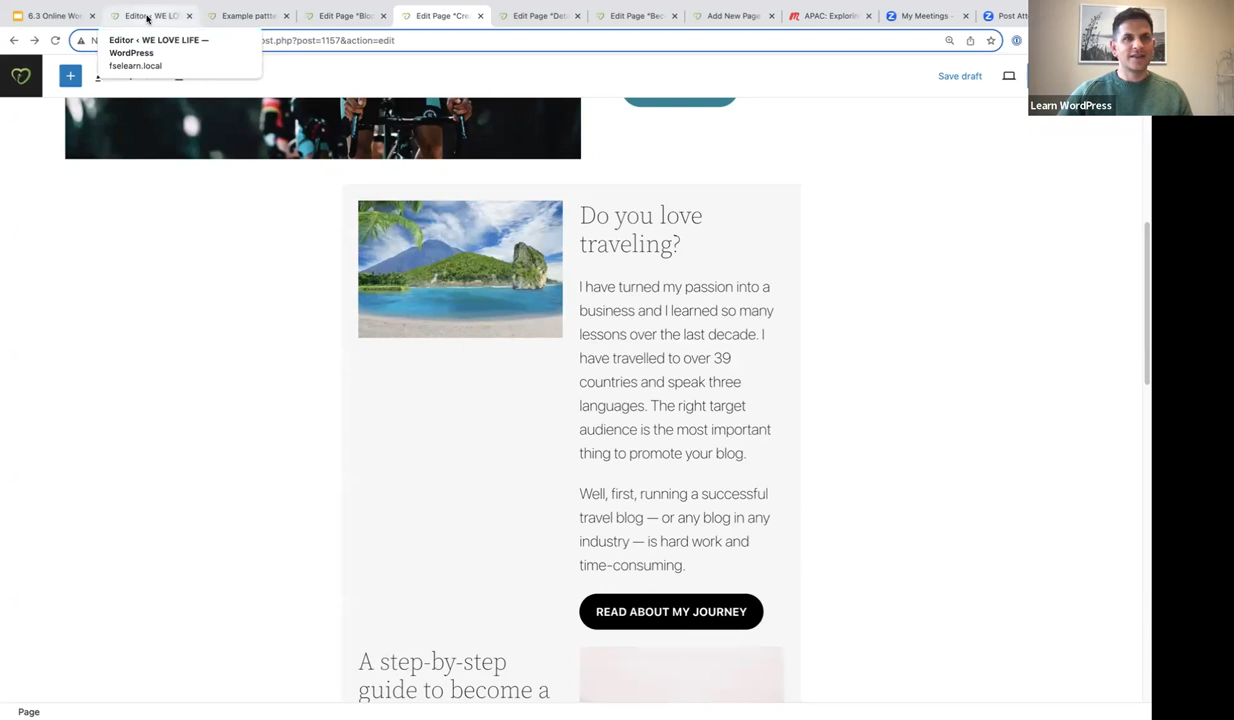 6.3 Online Wor
Editor ‹ WE LO
Example pattte
Edit Page “Blo
Edit Page “Cre
Edit Page “Deta
Edit Page “Bec
Add New Page
APAC: Explorin
My Meetings -
Post Att
N
ost.php?post=1157&action=edit
Editor ‹ WE LOVE LIFE —
WordPress
fselearn.local
Save draft
Learn WordPress
Do you love
traveling?
I have turned my passion into a
business and I learned so many
lessons over the last decade. I
have travelled to over 39
countries and speak three
languages. The right target
audience is the most important
thing to promote your blog.
Well, first, running a successful
travel blog — or any blog in any
industry — is hard work and
time-consuming.
READ ABOUT MY JOURNEY
A step-by-step
guide to become a
Page